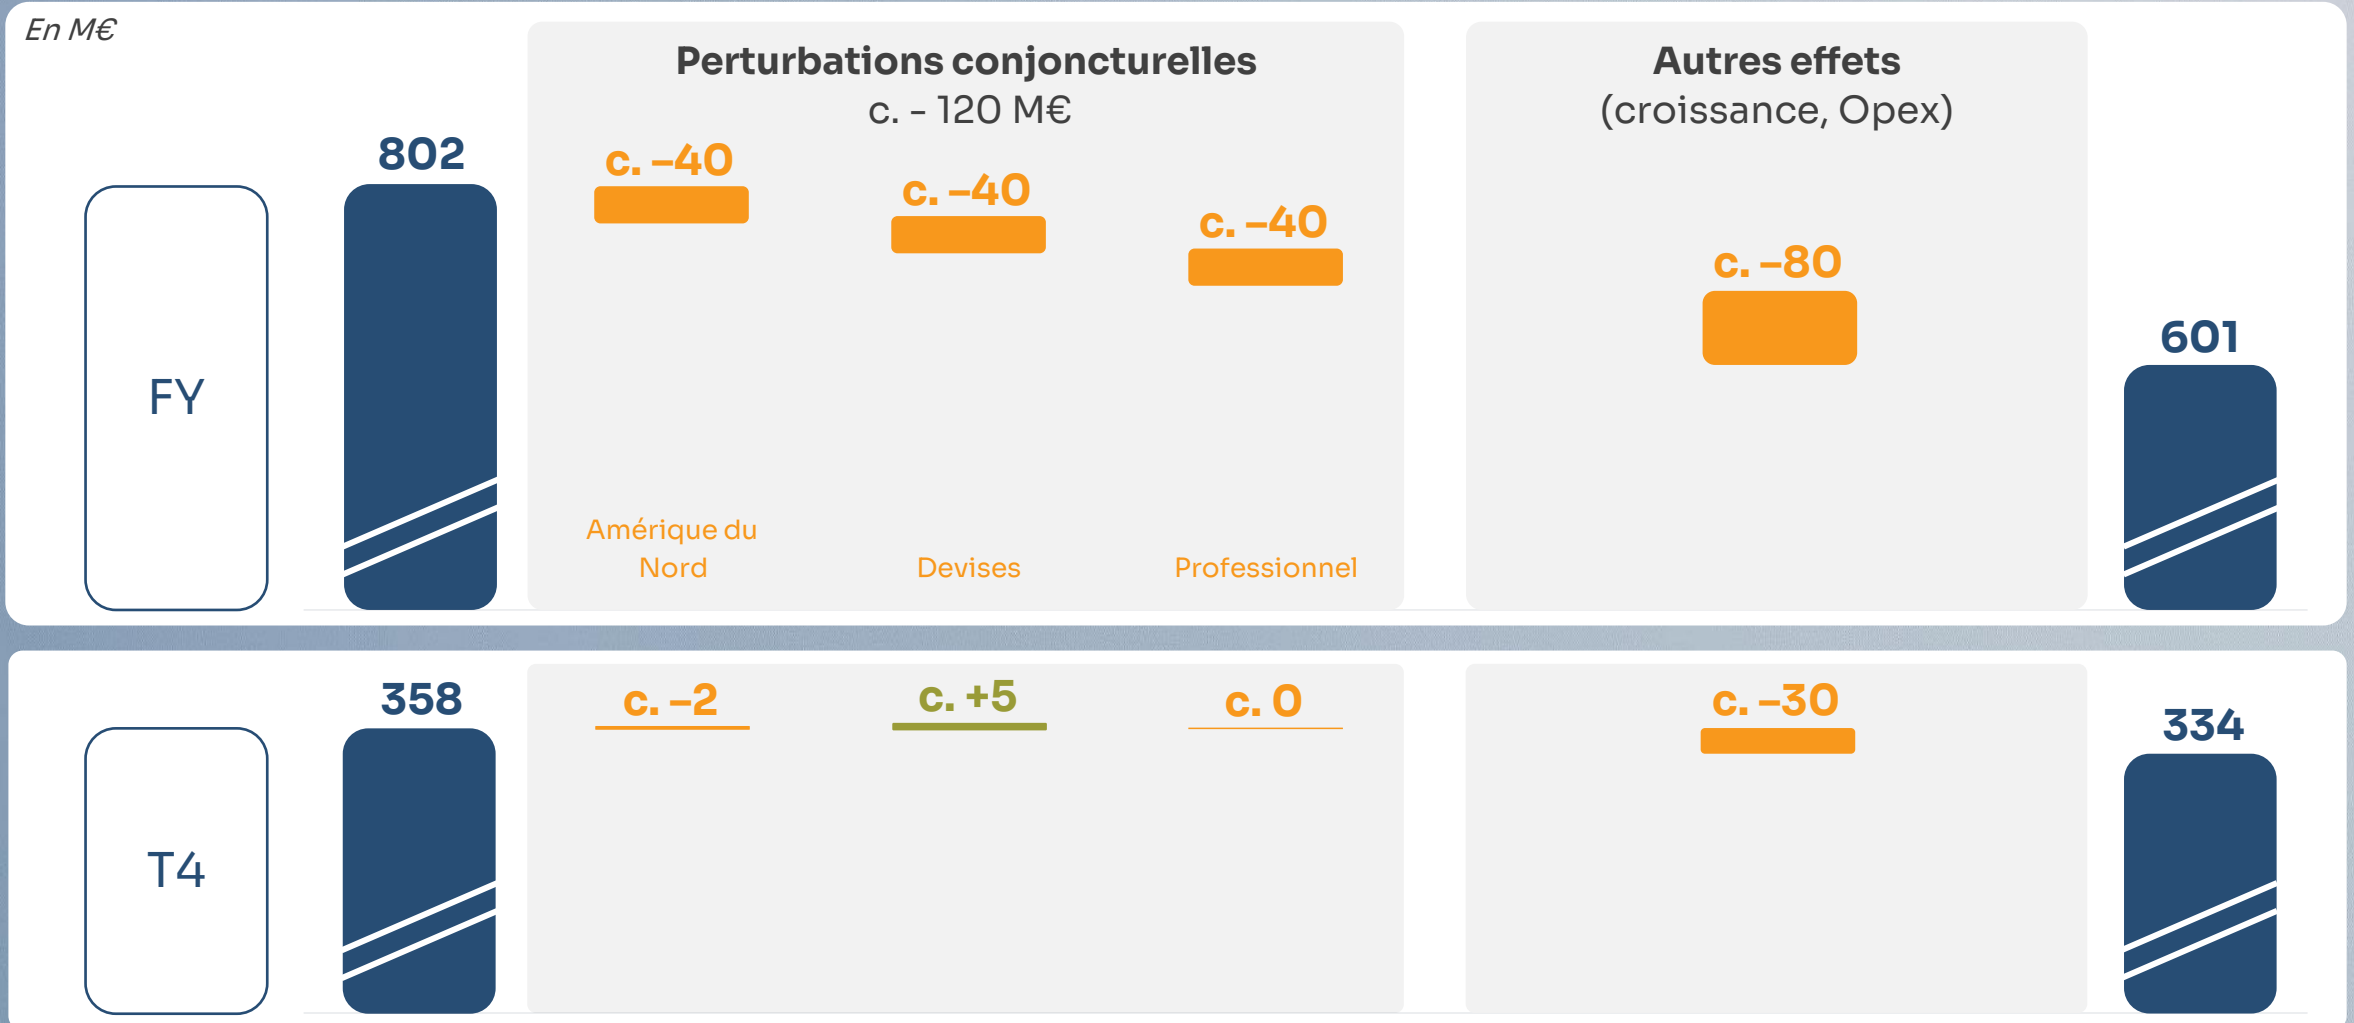 En M€
Perturbations conjoncturelles
c. - 120 M€
Autres effets
(croissance, Opex)
802
c. –40
c. –40
c. –40
c. –80
601
FY
Amérique du
Nord
Devises
Professionnel
358
c. –2
c. +5
c. 0
c. –30
334
T4